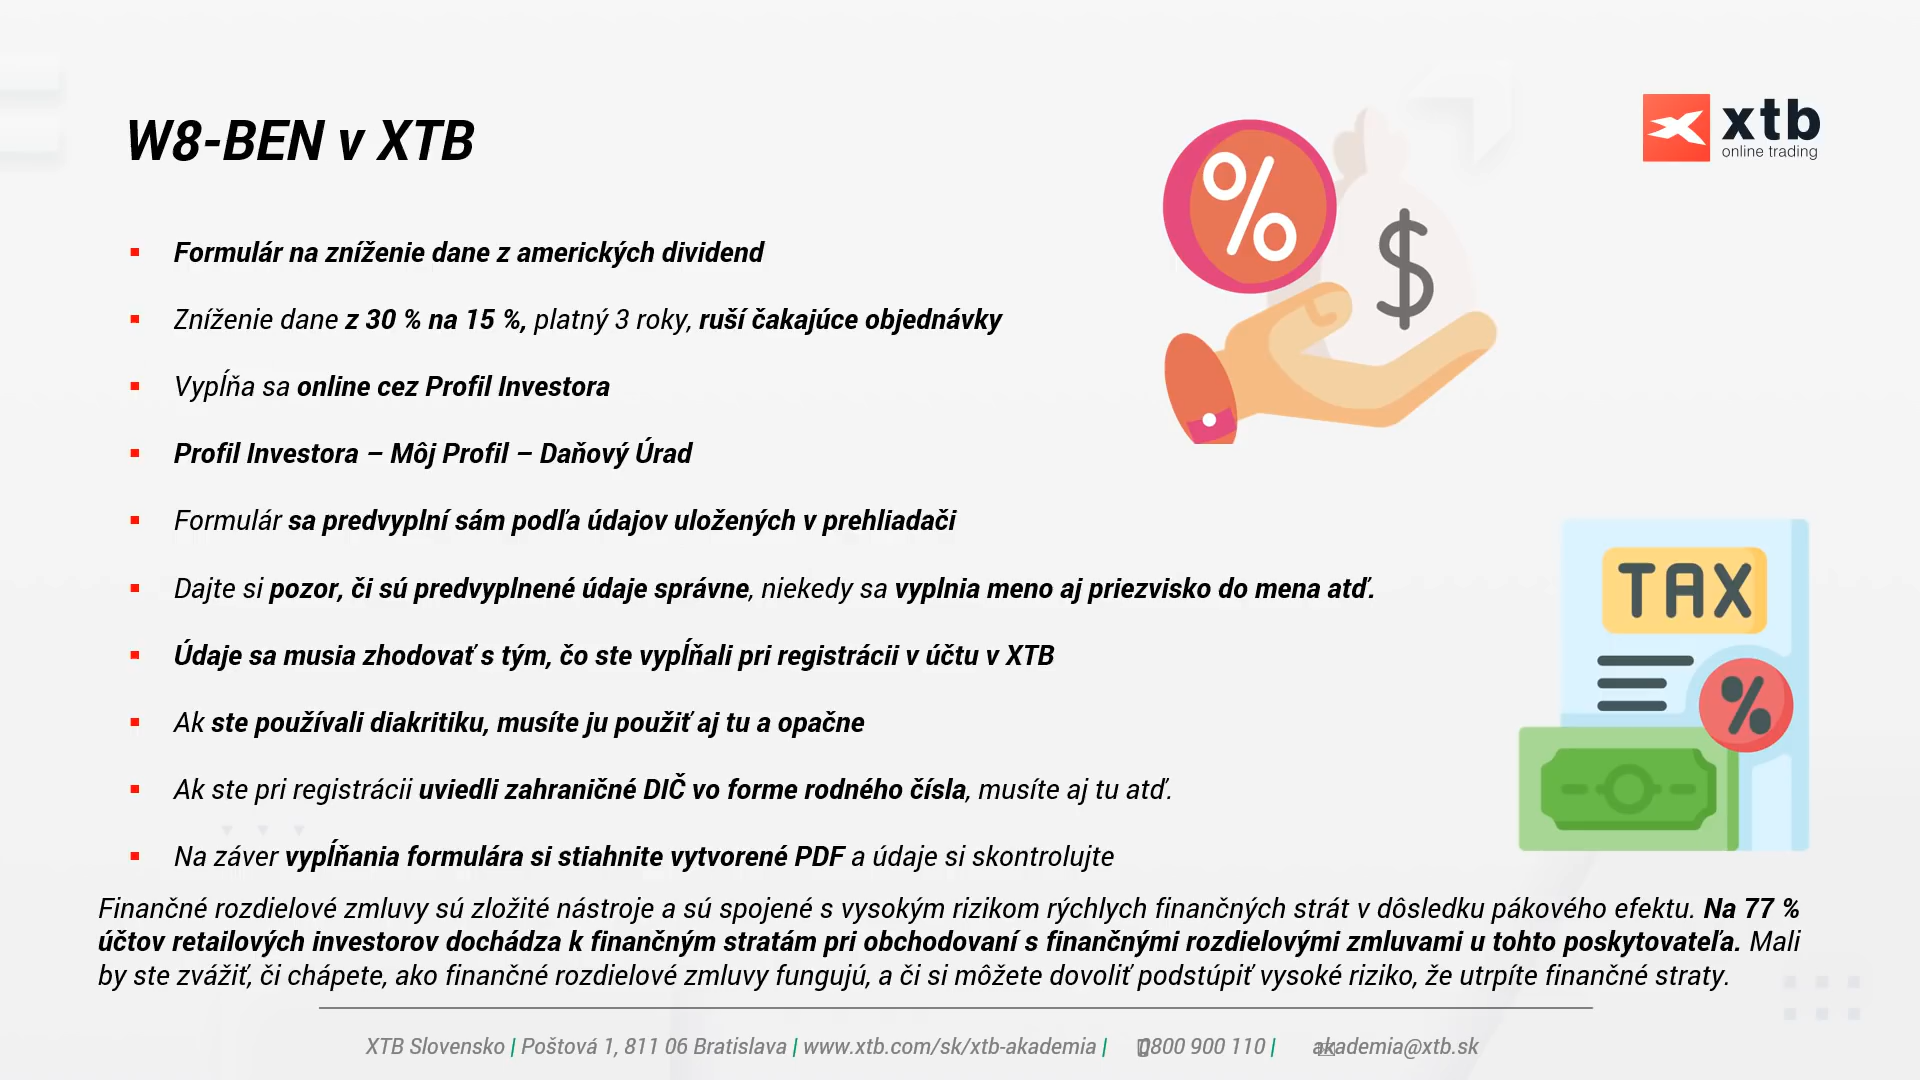 W8-BEN v XTB
xtb
online trading
%
$
Formulár na zníženie dane z amerických dividend
Zníženie dane z 30 % na 15 %, platný 3 roky, ruší čakajúce objednávky
Vypĺňa sa online cez Profil Investora
Profil Investora – Môj Profil – Daňový Úrad
Formulár sa predvyplní sám podľa údajov uložených v prehliadači
Dajte si pozor, či sú predvyplnené údaje správne, niekedy sa vyplnia meno aj priezvisko do mena atď.
Údaje sa musia zhodovať s tým, čo ste vypĺňali pri registrácii v účtu v XTB
Ak ste používali diakritiku, musíte ju použiť aj tu a opačne
Ak ste pri registrácii uviedli zahraničné DIČ vo forme rodného čísla, musíte aj tu atď.
Na záver vypĺňania formulára si stiahnite vytvorené PDF a údaje si skontrolujte
TAX
%
Finančné rozdielové zmluvy sú zložité nástroje a sú spojené s vysokým rizikom rýchlych finančných strát v dôsledku pákového efektu. Na 77 %
účtov retailových investorov dochádza k finančným stratám pri obchodovaní s finančnými rozdielovými zmluvami u tohto poskytovateľa. Mali
by ste zvážiť, či chápete, ako finančné rozdielové zmluvy fungujú, a či si môžete dovoliť podstúpiť vysoké riziko, že utrpíte finančné straty.
XTB Slovensko | Poštová 1, 811 06 Bratislava | www.xtb.com/sk/xtb-akademia | 0800 900 110 | akademia@xtb.sk